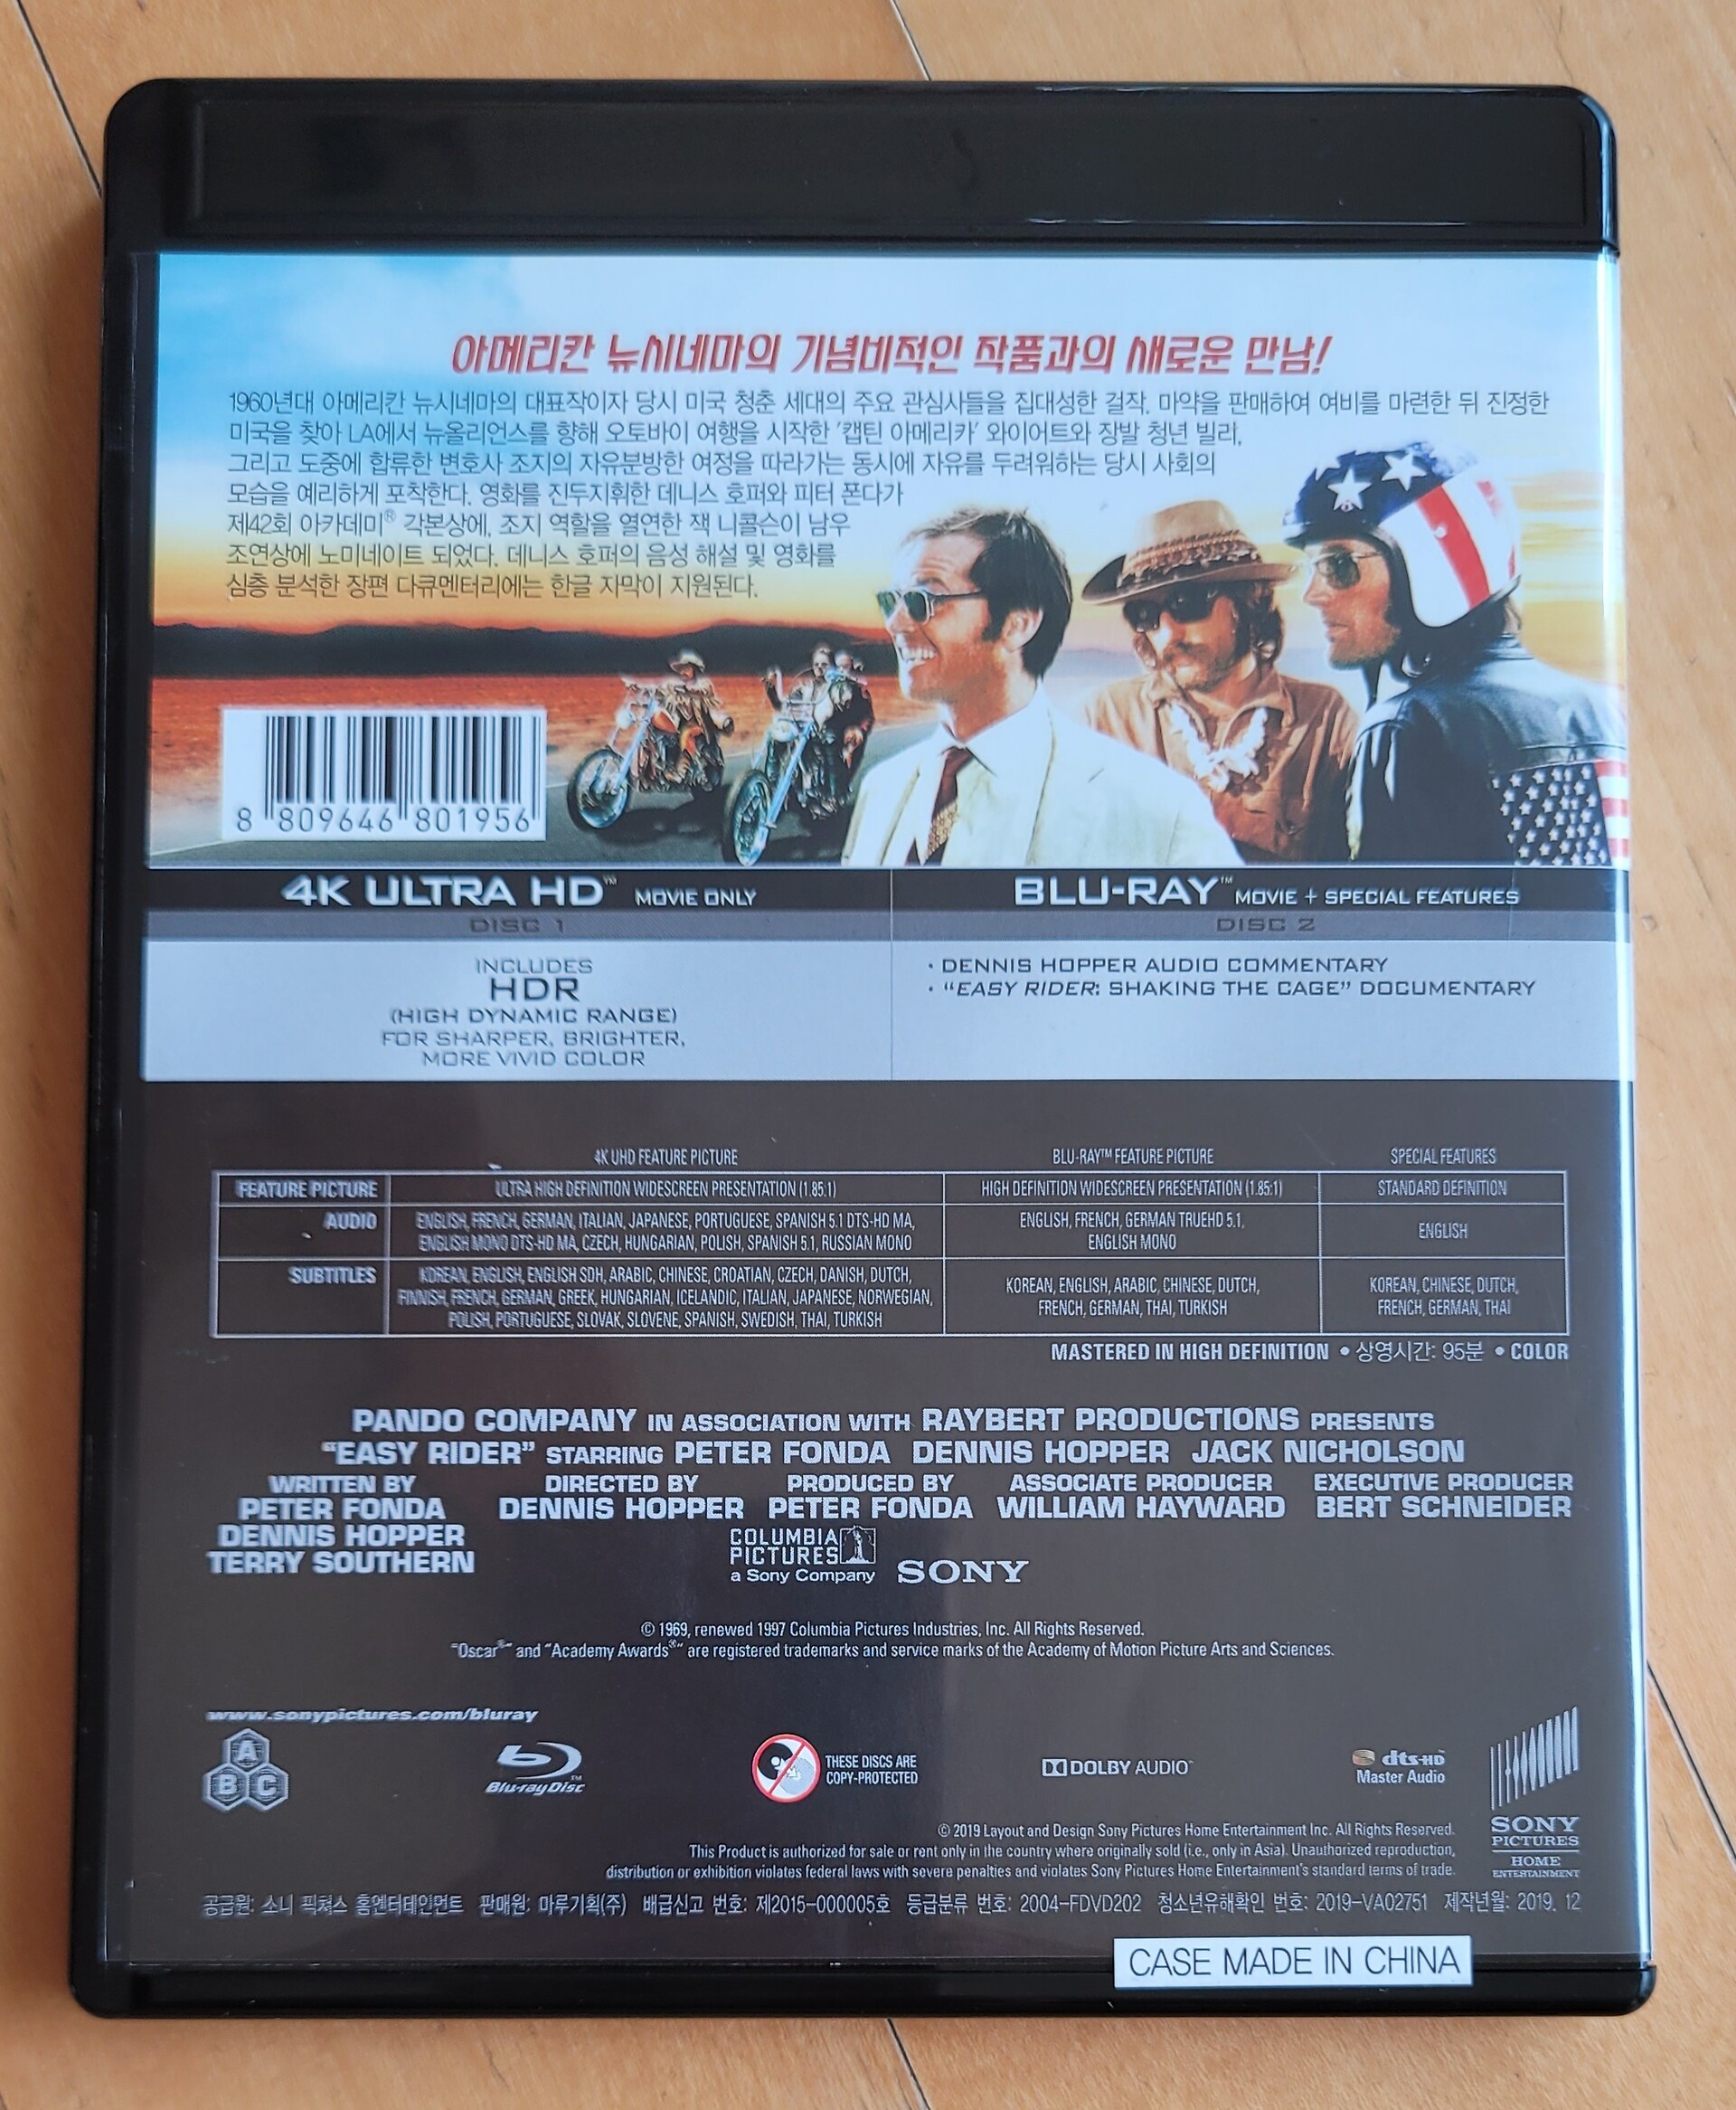 아메리칸 뉴시네마의 기념비적인 작품과의 새로운 만남!
1960년대 아메리칸 뉴시네마의 대표작이자 당시 미국 청춘 세대의 주요 관심사들을 집대성한 걸작. 마약을 판매하여 여비를 마련한 뒤 진정한
미국을 찾아 LA에서 뉴올리언스를 향해 오토바이 여행을 시작한 '캡틴 아메리카' 와이어트와 장발 청년 빌리,
그리고 도중에 합류한 변호사 조지의 자유분방한 여정을 따라가는 동시에 자유를 두려워하는 당시 사회의
모습을 예리하게 포착한다. 영화를 진두지휘한 데니스 호퍼와 피터 폰다가
제42회 아카데미® 각본상에, 조지 역할을 열연한 잭 니콜슨이 남우
조연상에 노미네이트 되었다. 데니스 호퍼의 음성 해설 및 영화를
심층 분석한 장편 다큐멘터리에는 한글 자막이 지원된다.
8 809646 801956
4K ULTRA HD™ MOVIE ONLY
DISC 1
INCLUDES
HDR
(HIGH DYNAMIC RANGE)
FOR SHARPER, BRIGHTER,
MORE VIVID COLOR
BLU-RAY™ MOVIE + SPECIAL FEATURES
DISC 2
• DENNIS HOPPER AUDIO COMMENTARY
• "EASY RIDER: SHAKING THE CAGE" DOCUMENTARY
4K UHD FEATURE PICTURE BLU-RAY™ FEATURE PICTURE SPECIAL FEATURES
FEATURE PICTURE ULTRA HIGH DEFINITION WIDESCREEN PRESENTATION (1.85:1) HIGH DEFINITION WIDESCREEN PRESENTATION (1.85:1) STANDARD DEFINITION
AUDIO
ENGLISH, FRENCH, GERMAN, ITALIAN, JAPANESE, PORTUGUESE, SPANISH 5.1 DTS-HD MA,
ENGLISH MONO DTS-HD MA, CZECH, HUNGARIAN, POLISH, SPANISH 5.1, RUSSIAN MONO
ENGLISH, FRENCH, GERMAN TRUEHD 5.1,
ENGLISH MONO
ENGLISH
SUBTITLES
KOREAN, ENGLISH, ENGLISH SDH, ARABIC, CHINESE, CROATIAN, CZECH, DANISH, DUTCH,
FINNISH, FRENCH, GERMAN, GREEK, HUNGARIAN, ICELANDIC, ITALIAN, JAPANESE, NORWEGIAN,
POLISH, PORTUGUESE, SLOVAK, SLOVENE, SPANISH, SWEDISH, THAI, TURKISH
KOREAN, ENGLISH, ARABIC, CHINESE, DUTCH,
FRENCH, GERMAN, THAI, TURKISH
KOREAN, CHINESE, DUTCH,
FRENCH, GERMAN, THAI
MASTERED IN HIGH DEFINITION • 상영시간: 95분 • COLOR
PANDO COMPANY IN ASSOCIATION WITH RAYBERT PRODUCTIONS PRESENTS
"EASY RIDER" STARRING PETER FONDA DENNIS HOPPER JACK NICHOLSON
WRITTEN BY
PETER FONDA
DENNIS HOPPER
TERRY SOUTHERN
DIRECTED BY
DENNIS HOPPER
PRODUCED BY
PETER FONDA
ASSOCIATE PRODUCER
WILLIAM HAYWARD
EXECUTIVE PRODUCER
BERT SCHNEIDER
COLUMBIA
PICTURES
a Sony Company
SONY
© 1969, renewed 1997 Columbia Pictures Industries, Inc. All Rights Reserved.
"Oscar®" and "Academy Awards®" are registered trademarks and service marks of the Academy of Motion Picture Arts and Sciences.
www.sonypictures.com/bluray
A
B C
Blu-ray Disc™
THESE DISCS ARE
COPY-PROTECTED
DOLBY AUDIO™
dts-HD
Master Audio
SONY
PICTURES
HOME
ENTERTAINMENT
© 2019 Layout and Design Sony Pictures Home Entertainment Inc. All Rights Reserved.
This Product is authorized for sale or rent only in the country where originally sold (i.e., only in Asia). Unauthorized reproduction,
distribution or exhibition violates federal laws with severe penalties and violates Sony Pictures Home Entertainment's standard terms of trade.
공급원: 소니 픽쳐스 홈엔터테인먼트 판매원: 마루기획(주) 배급신고 번호: 제2015-000005호 등급분류 번호: 2004-FDVD202 청소년유해확인 번호: 2019-VA02751 제작년월: 2019. 12
CASE MADE IN CHINA